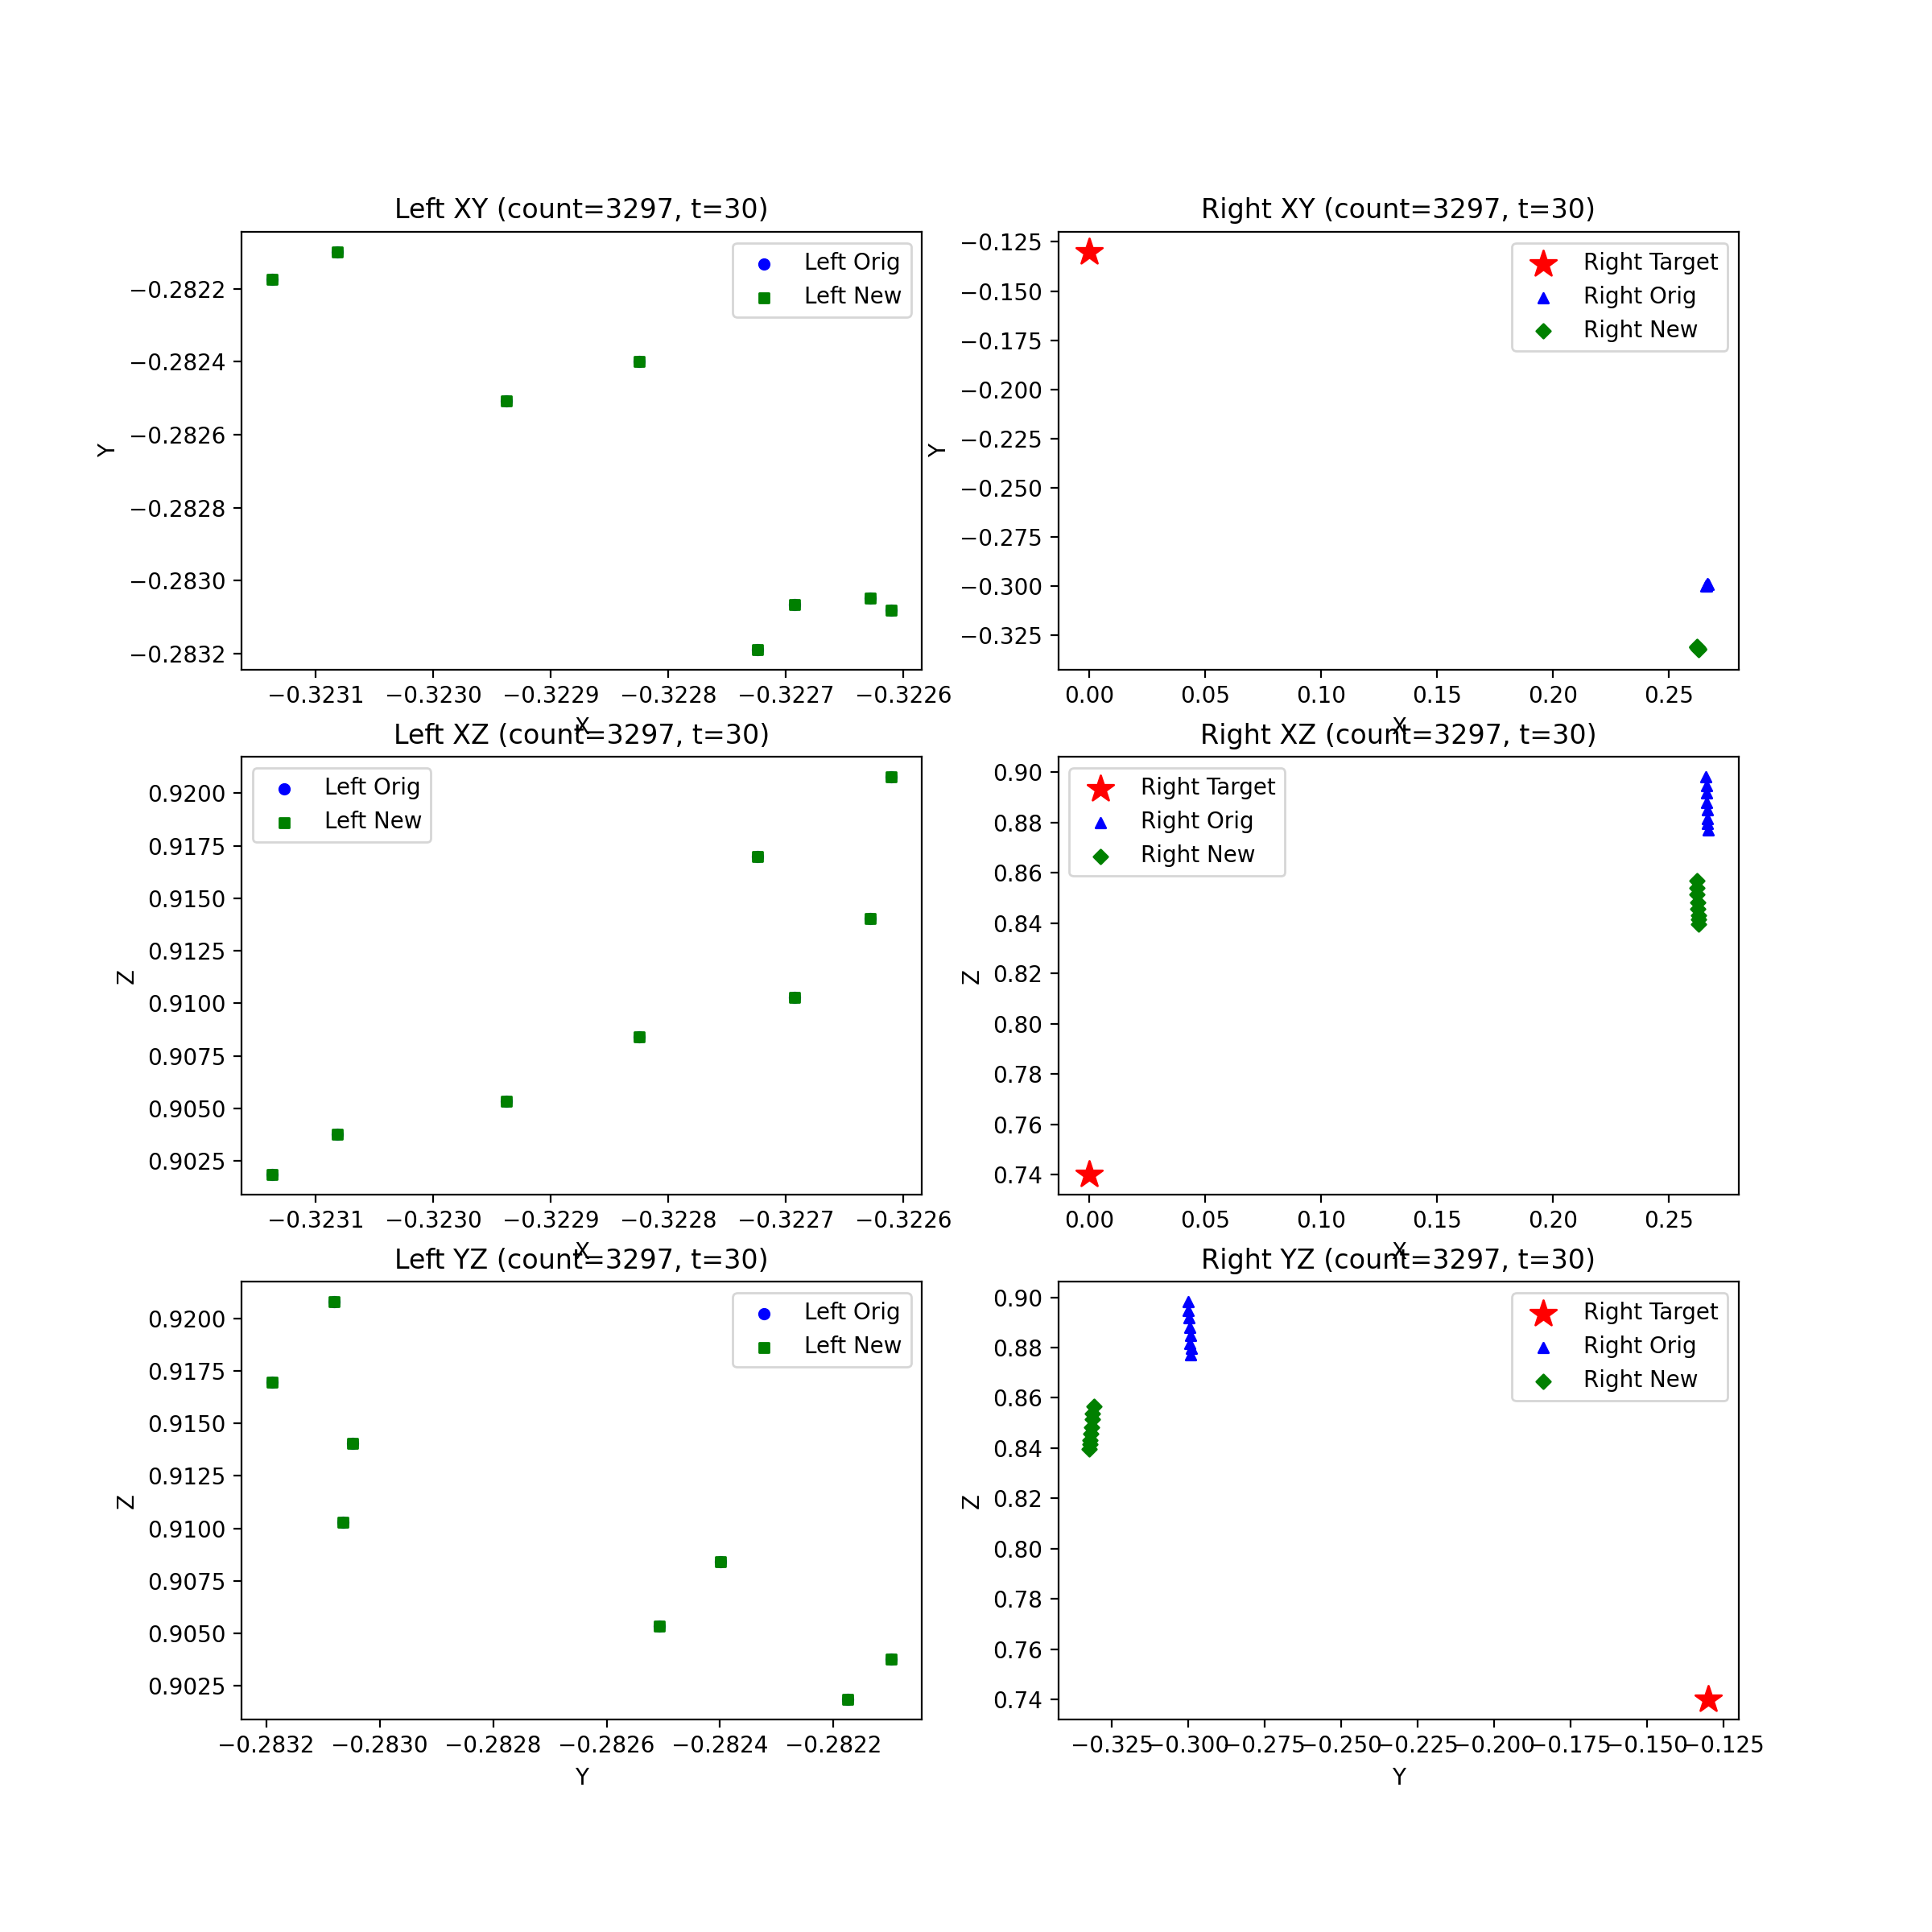 Left XY (count=3297, t=30)
Left Orig
Left New
−0.2822
−0.2824
−0.2826
−0.2828
−0.2830
−0.2832
Y
−0.3231
−0.3230
−0.3229
−0.3228
−0.3227
−0.3226
X
Right XY (count=3297, t=30)
Right Target
Right Orig
Right New
−0.125
−0.150
−0.175
−0.200
−0.225
−0.250
−0.275
−0.300
−0.325
Y
0.00
0.05
0.10
0.15
0.20
0.25
X
Left XZ (count=3297, t=30)
Left Orig
Left New
0.9200
0.9175
0.9150
0.9125
0.9100
0.9075
0.9050
0.9025
Z
−0.3231
−0.3230
−0.3229
−0.3228
−0.3227
−0.3226
X
Right XZ (count=3297, t=30)
Right Target
Right Orig
Right New
0.90
0.88
0.86
0.84
0.82
0.80
0.78
0.76
0.74
Z
0.00
0.05
0.10
0.15
0.20
0.25
X
Left YZ (count=3297, t=30)
Left Orig
Left New
0.9200
0.9175
0.9150
0.9125
0.9100
0.9075
0.9050
0.9025
Z
−0.2832
−0.2830
−0.2828
−0.2826
−0.2824
−0.2822
Y
Right YZ (count=3297, t=30)
Right Target
Right Orig
Right New
0.90
0.88
0.86
0.84
0.82
0.80
0.78
0.76
0.74
Z
−0.325
−0.300
−0.275
−0.250
−0.225
−0.200
−0.175
−0.150
−0.125
Y